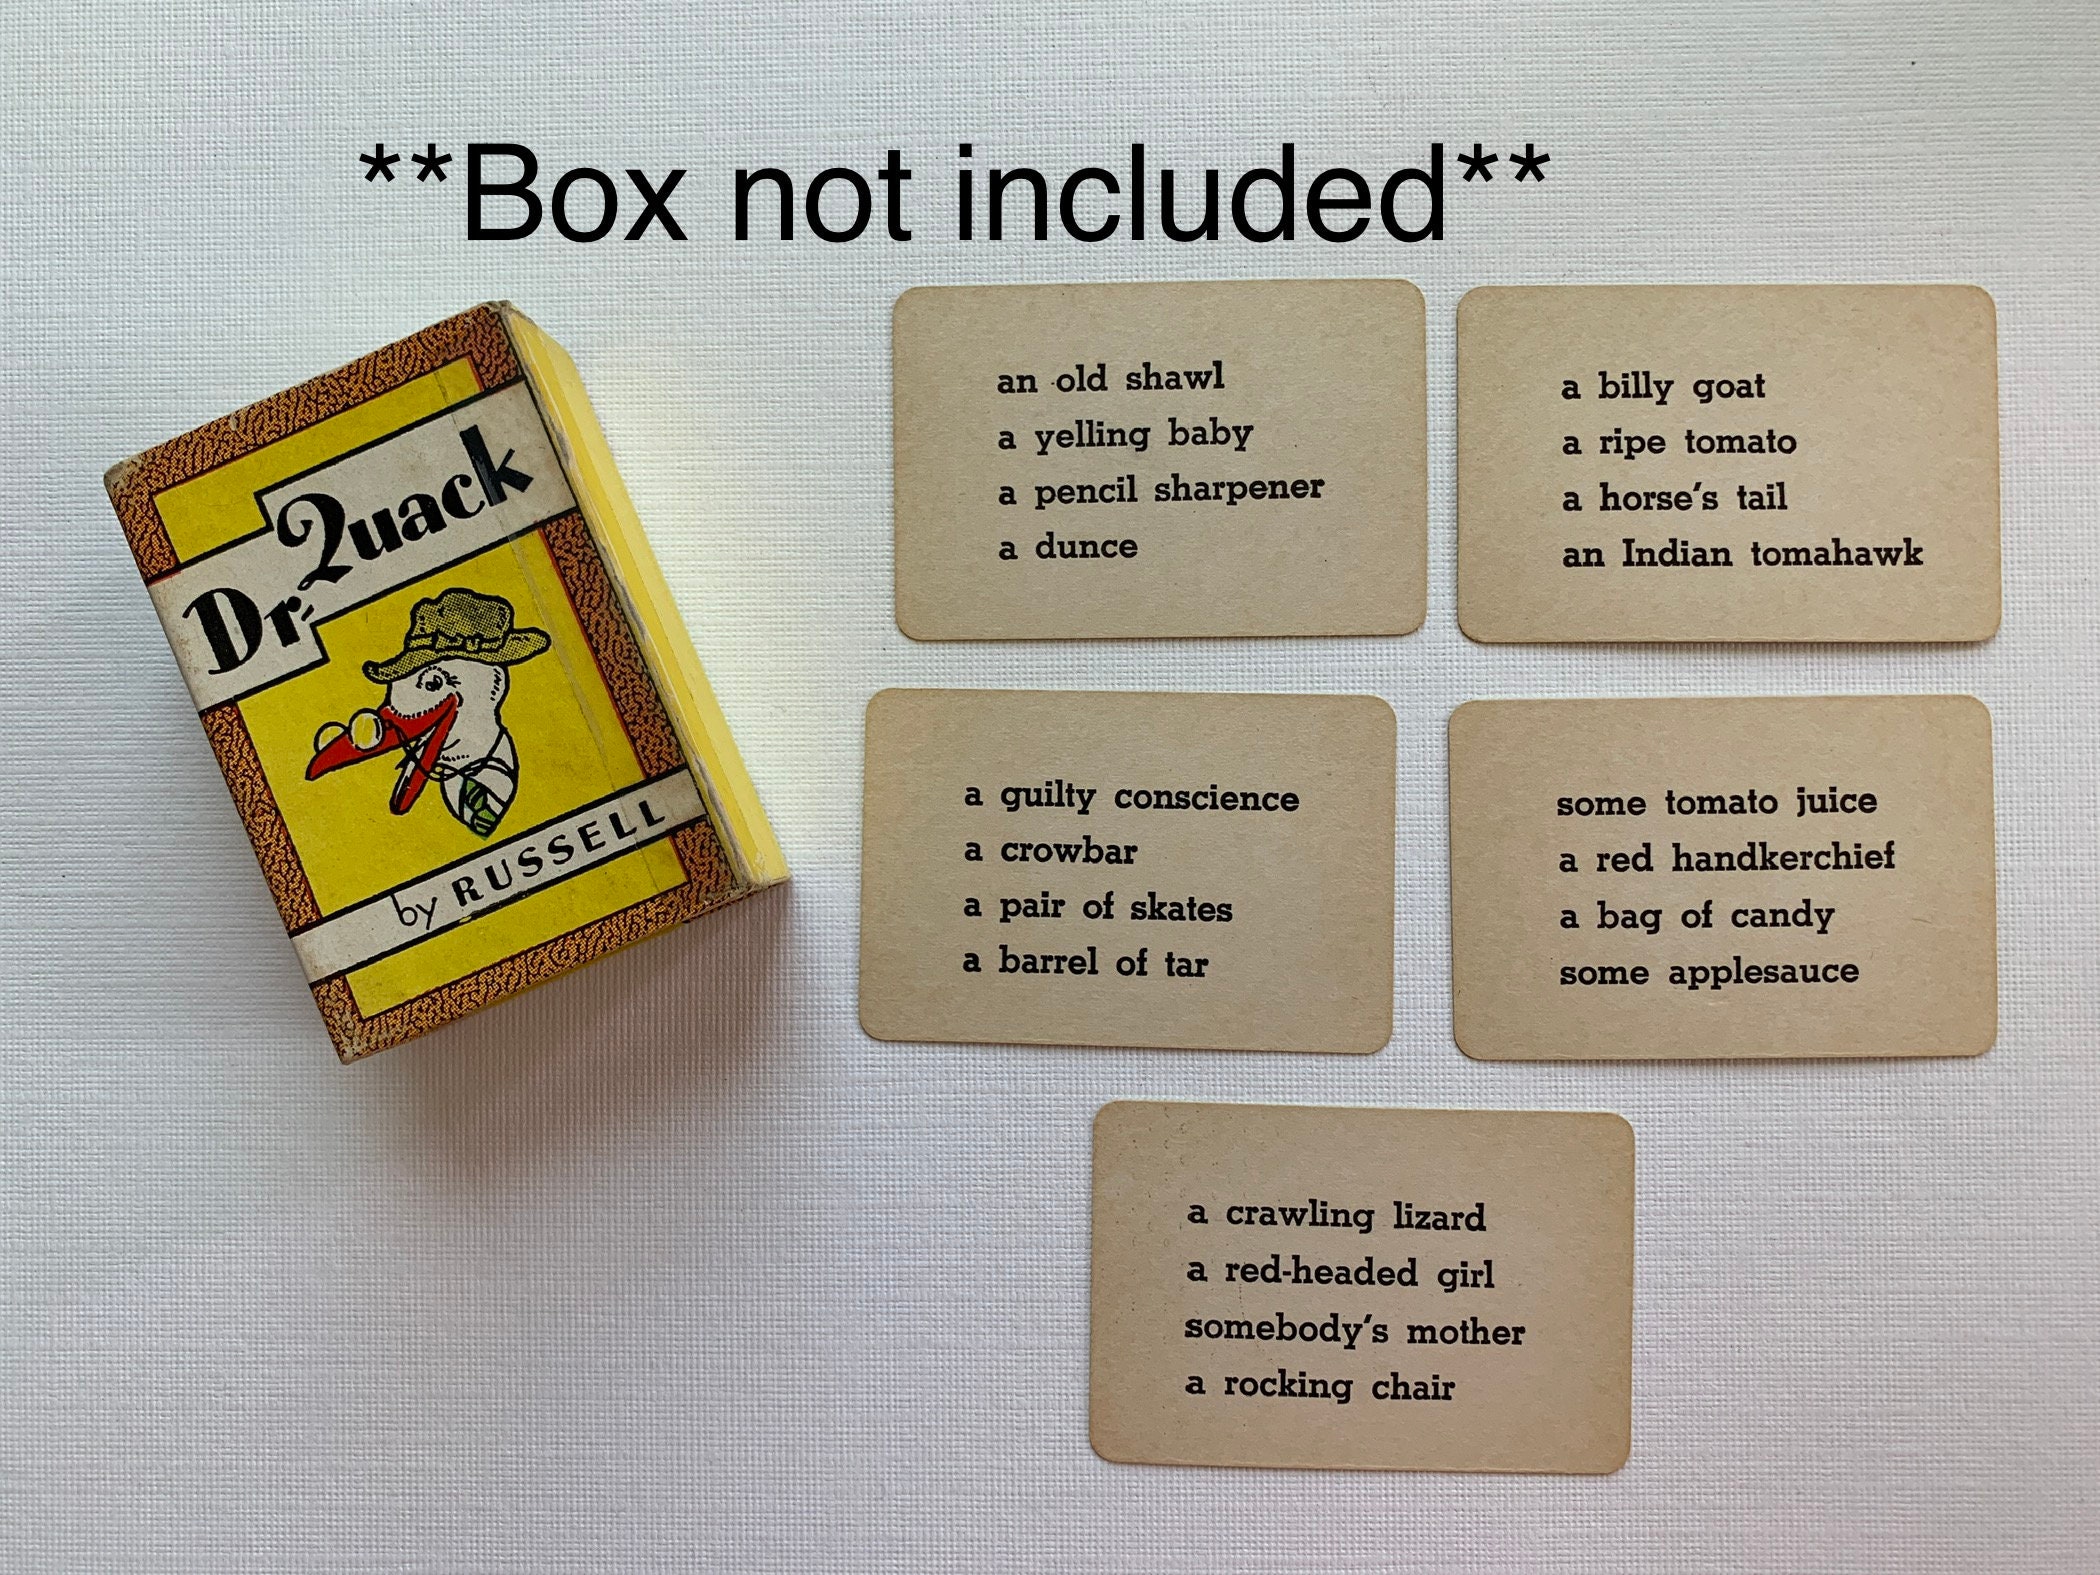 **Box not included**
Dr. Quack
by RUSSELL
an old shawl
a yelling baby
a pencil sharpener
a dunce
a billy goat
a ripe tomato
a horse's tail
an Indian tomahawk
a guilty conscience
a crowbar
a pair of skates
a barrel of tar
some tomato juice
a red handkerchief
a bag of candy
some applesauce
a crawling lizard
a red-headed girl
somebody's mother
a rocking chair